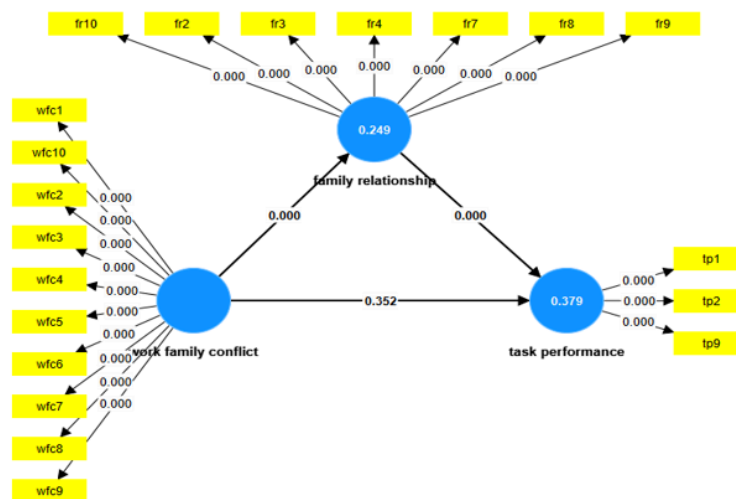 fr10 fr2 fr3 fr4 fr7 fr8 fr9
0.000 0.000 0.000 0.000 0.000 0.000 0.000
0.249
family relationship
wfc1
wfc10
wfc2
wfc3
wfc4
wfc5
wfc6
wfc7
wfc8
wfc9
0.000
0.000
0.000
0.000
0.000
0.000
0.000
0.000
0.000
0.000
work family conflict
0.000
0.000
0.352
0.379
task performance
0.000
0.000
0.000
tp1
tp2
tp9